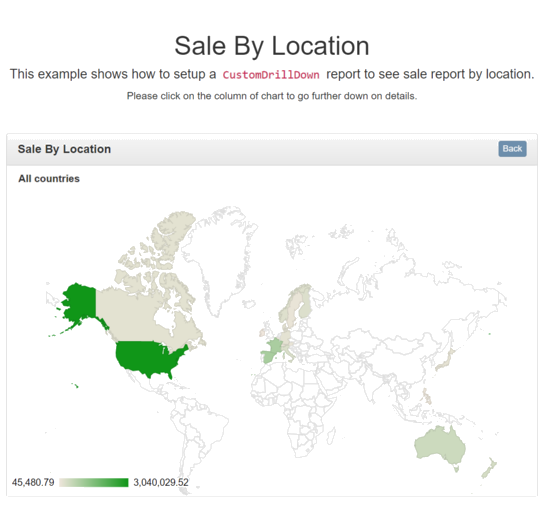 Sale By Location
This example shows how to setup a CustomDrillDown report to see sale report by location.
Please click on the column of chart to go further down on details.
Sale By Location
Back
All countries
45,480.79
3,040,029.52